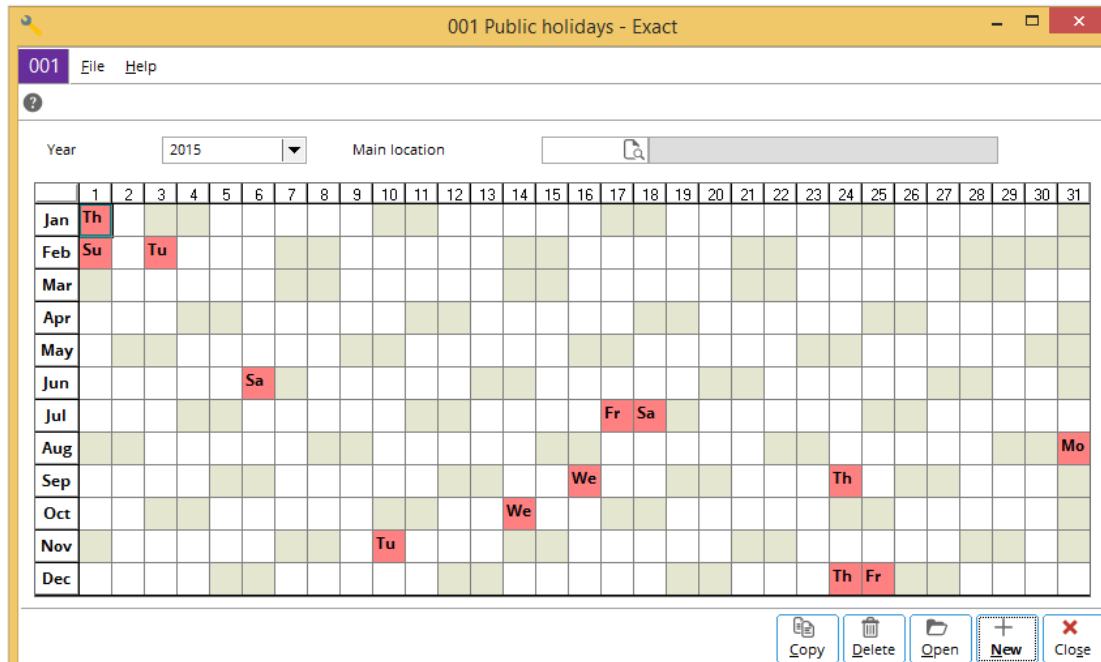 001 Public holidays - Exact
001 File Help
Year 2015 Main location
1 2 3 4 5 6 7 8 9 10 11 12 13 14 15 16 17 18 19 20 21 22 23 24 25 26 27 28 29 30 31
Jan Th
Feb Su Tu
Mar
Apr
May
Jun Sa
Jul Fr Sa
Aug Mo
Sep We Th
Oct We
Nov Tu
Dec Th Fr
Copy Delete Open New Close